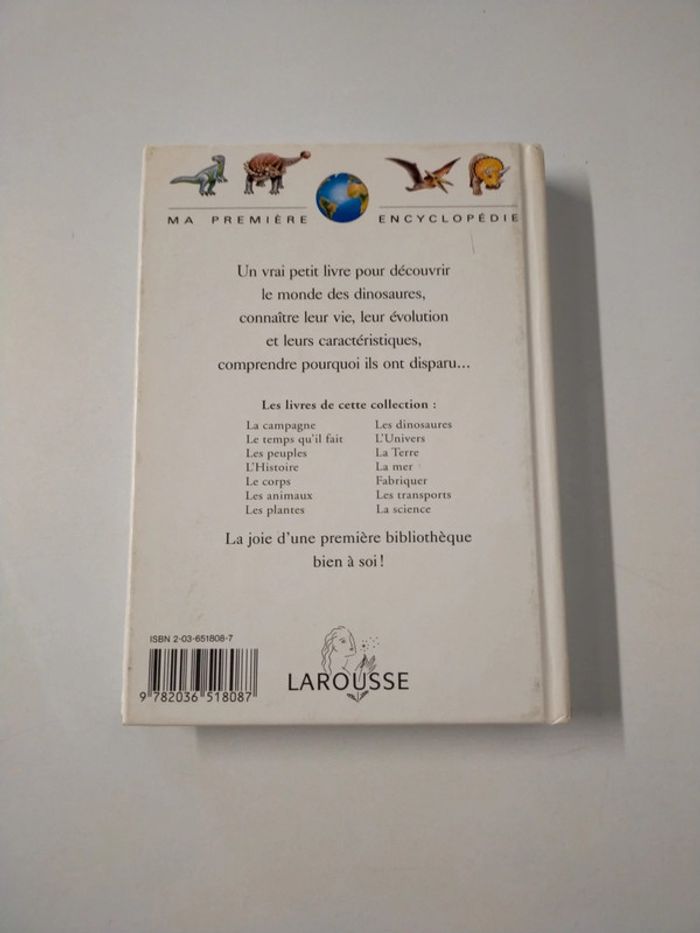 MA PREMIÈRE ENCYCLOPÉDIE
Un vrai petit livre pour découvrir
le monde des dinosaures,
connaître leur vie, leur évolution
et leurs caractéristiques,
comprendre pourquoi ils ont disparu...
Les livres de cette collection :
La campagne
Le temps qu'il fait
Les peuples
L'Histoire
Le corps
Les animaux
Les plantes
Les dinosaures
L'Univers
La Terre
La mer
Fabriquer
Les transports
La science
La joie d'une première bibliothèque
bien à soi !
ISBN 2-03-651808-7
9 782036 518087
LAROUSSE